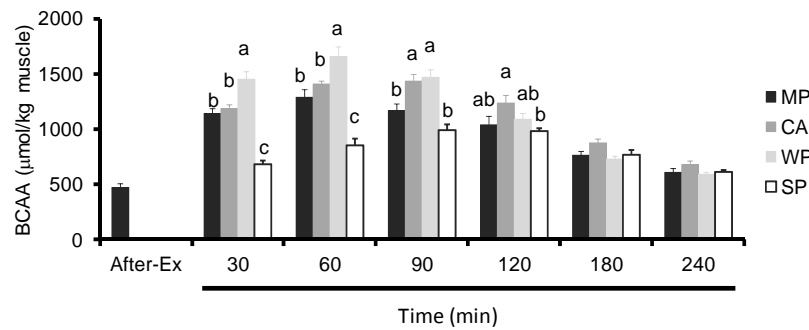 BCAA (μmol/kg muscle)
2000
1500
1000
500
0
b b a c
b b a c
b a a b
ab a ab b
MP
CA
WP
SP
After-Ex 30 60 90 120 180 240
Time (min)